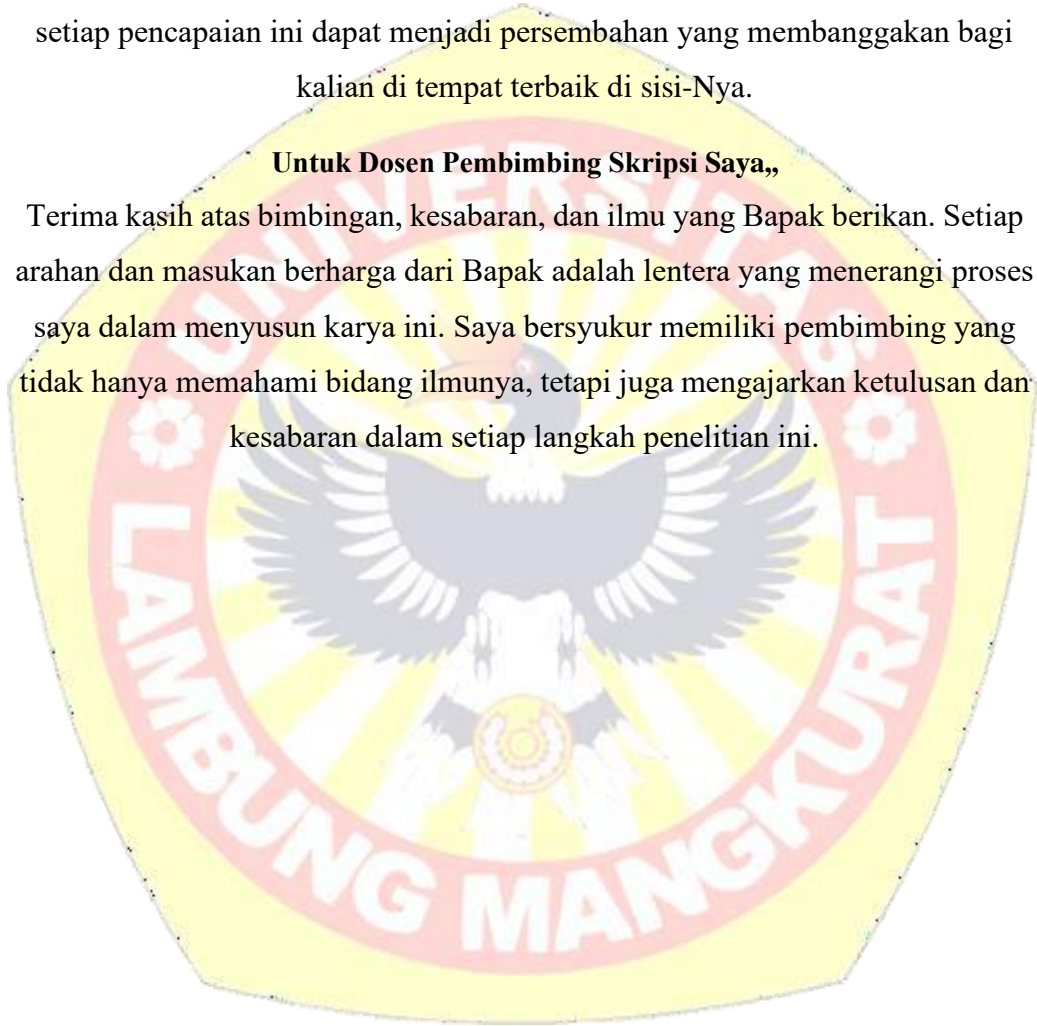 setiap pencapaian ini dapat menjadi persembahan yang membanggakan bagi
kalian di tempat terbaik di sisi-Nya.
Untuk Dosen Pembimbing Skripsi Saya,,
Terima kasih atas bimbingan, kesabaran, dan ilmu yang Bapak berikan. Setiap
arahan dan masukan berharga dari Bapak adalah lentera yang menerangi proses
saya dalam menyusun karya ini. Saya bersyukur memiliki pembimbing yang
tidak hanya memahami bidang ilmunya, tetapi juga mengajarkan ketulusan dan
kesabaran dalam setiap langkah penelitian ini.
UNIVERSITAS
LAMBUNG MANGKURAT